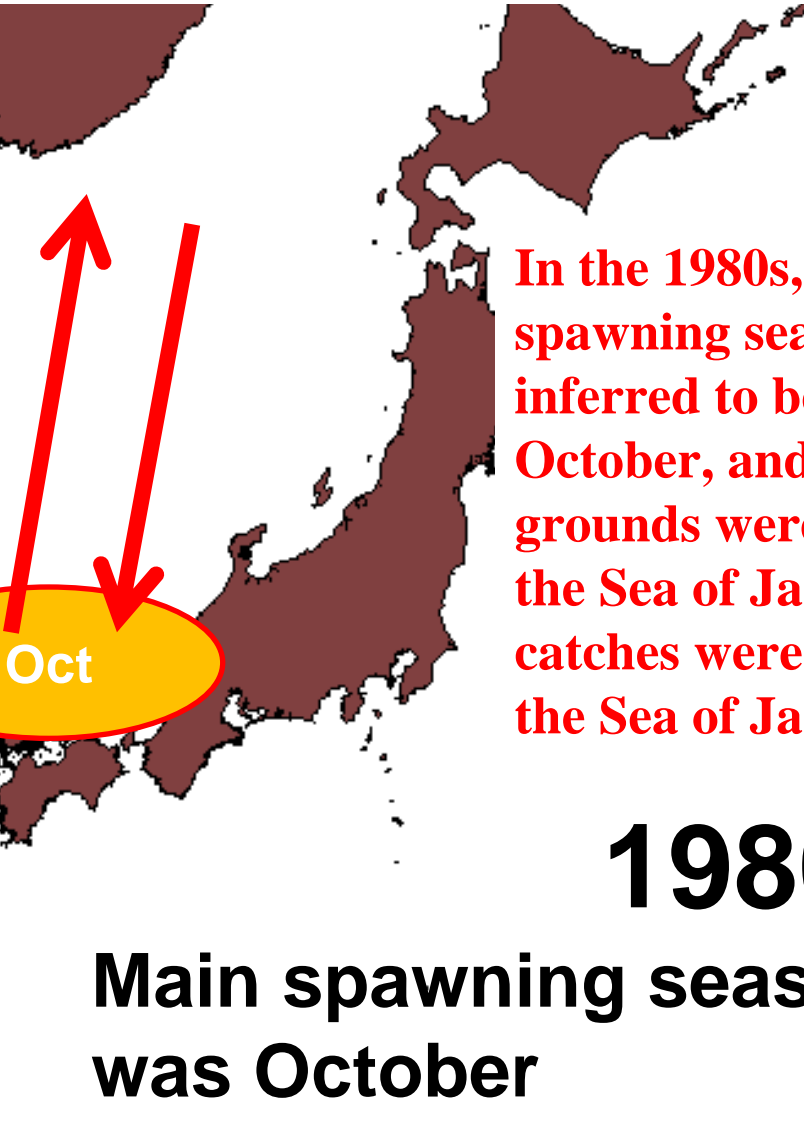 In the 1980s,
spawning sea
inferred to b
October, and
grounds were
the Sea of Ja
catches were
the Sea of Ja
Oct
198
Main spawning seas
was October